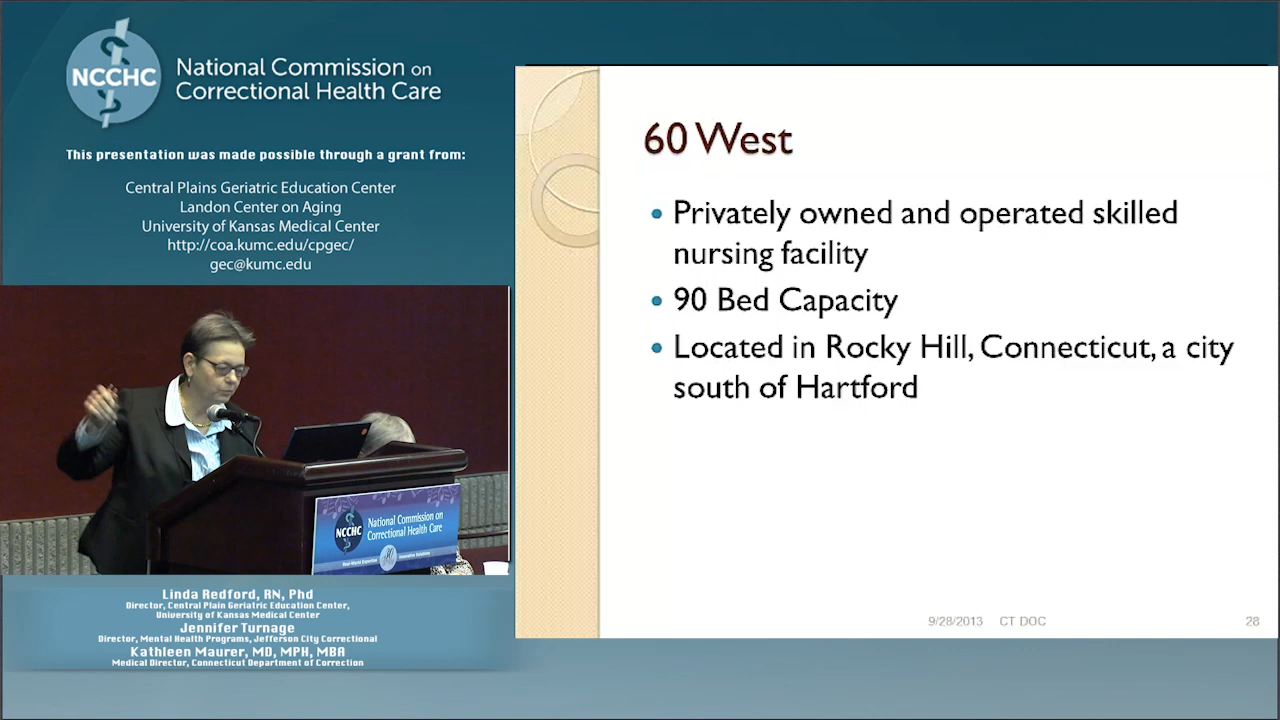 NCCHC
National Commission on
Correctional Health Care
This presentation was made possible through a grant from:
Central Plains Geriatric Education Center
Landon Center on Aging
University of Kansas Medical Center
http://coa.kumc.edu/cpgec/
gec@kumc.edu
NCCHC
National Commission on
Correctional Health Care
Linda Redford, RN, Phd
Director, Central Plain Geriatric Education Center,
University of Kansas Medical Center
Jennifer Turnage
Director, Mental Health Programs, Jefferson City Correctional
Kathleen Maurer, MD, MPH, MBA
Medical Director, Connecticut Department of Correction
60 West
• Privately owned and operated skilled
nursing facility
• 90 Bed Capacity
• Located in Rocky Hill, Connecticut, a city
south of Hartford
9/28/2013 CT DOC 28